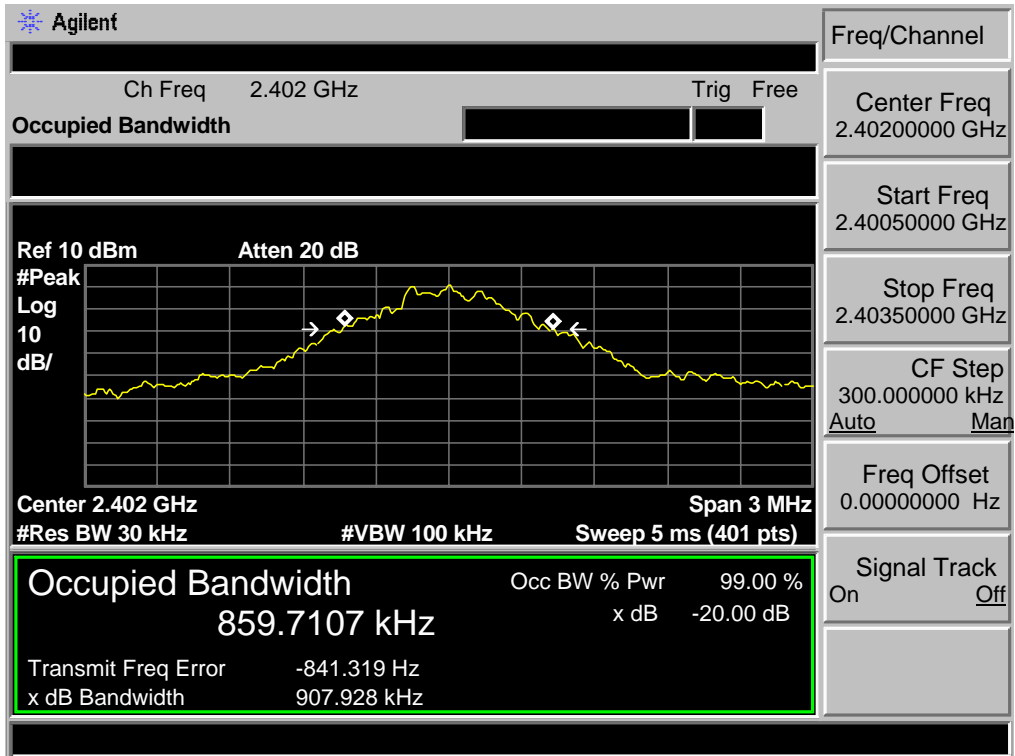 Agilent
Freq/Channel
Ch Freq 2.402 GHz Trig Free
Occupied Bandwidth
Center Freq
2.40200000 GHz
Start Freq
2.40050000 GHz
Stop Freq
2.40350000 GHz
CF Step
300.000000 kHz
Auto Man
Freq Offset
0.00000000 Hz
Signal Track
On Off
Ref 10 dBm Atten 20 dB
#Peak
Log
10
dB/
Center 2.402 GHz Span 3 MHz
#Res BW 30 kHz #VBW 100 kHz Sweep 5 ms (401 pts)
Occupied Bandwidth
859.7107 kHz
Occ BW % Pwr 99.00 %
x dB -20.00 dB
Transmit Freq Error -841.319 Hz
x dB Bandwidth 907.928 kHz